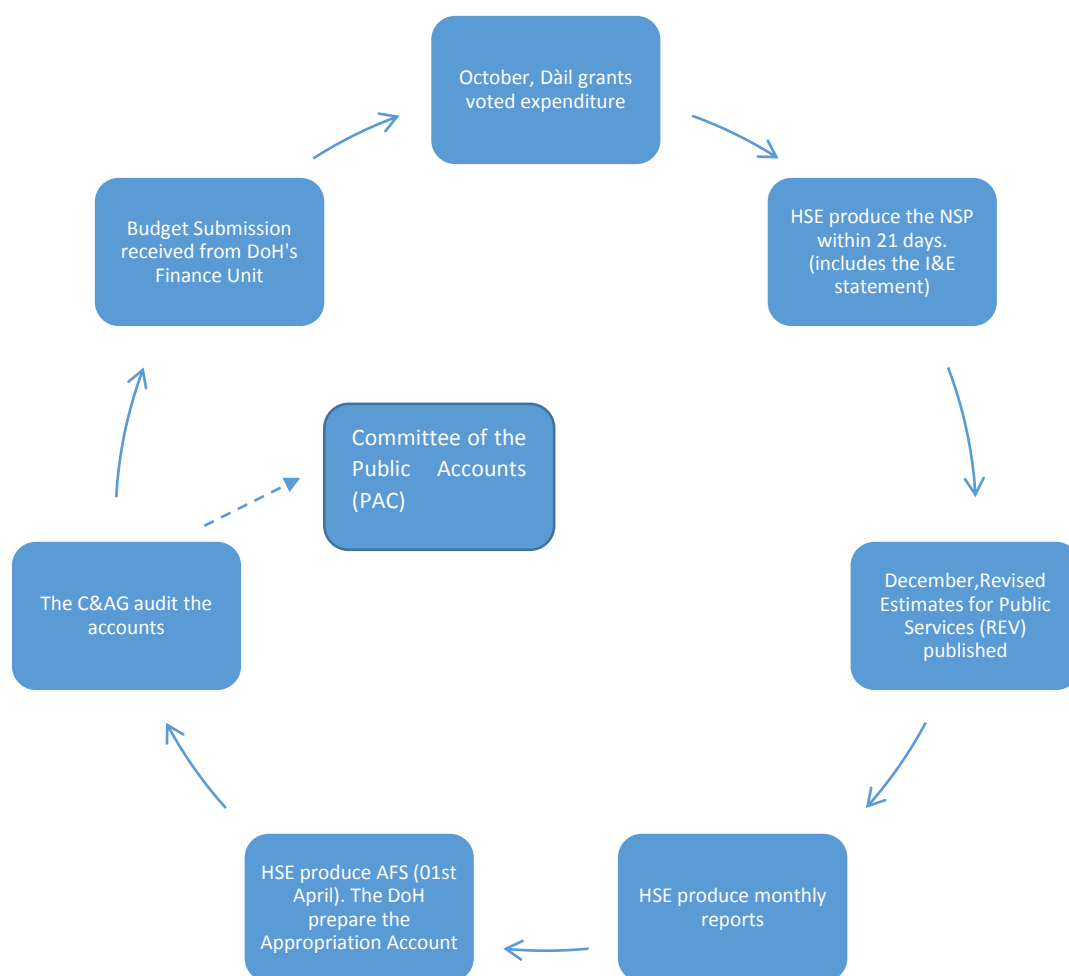 October, Dàil grants
voted expenditure
HSE produce the NSP
within 21 days.
(includes the I&E
statement)
December,Revised
Estimates for Public
Services (REV)
published
HSE produce monthly
reports
HSE produce AFS (01st
April). The DoH
prepare the
Appropriation Account
The C&AG audit the
accounts
Budget Submission
received from DoH's
Finance Unit
Committee of the
Public Accounts
(PAC)